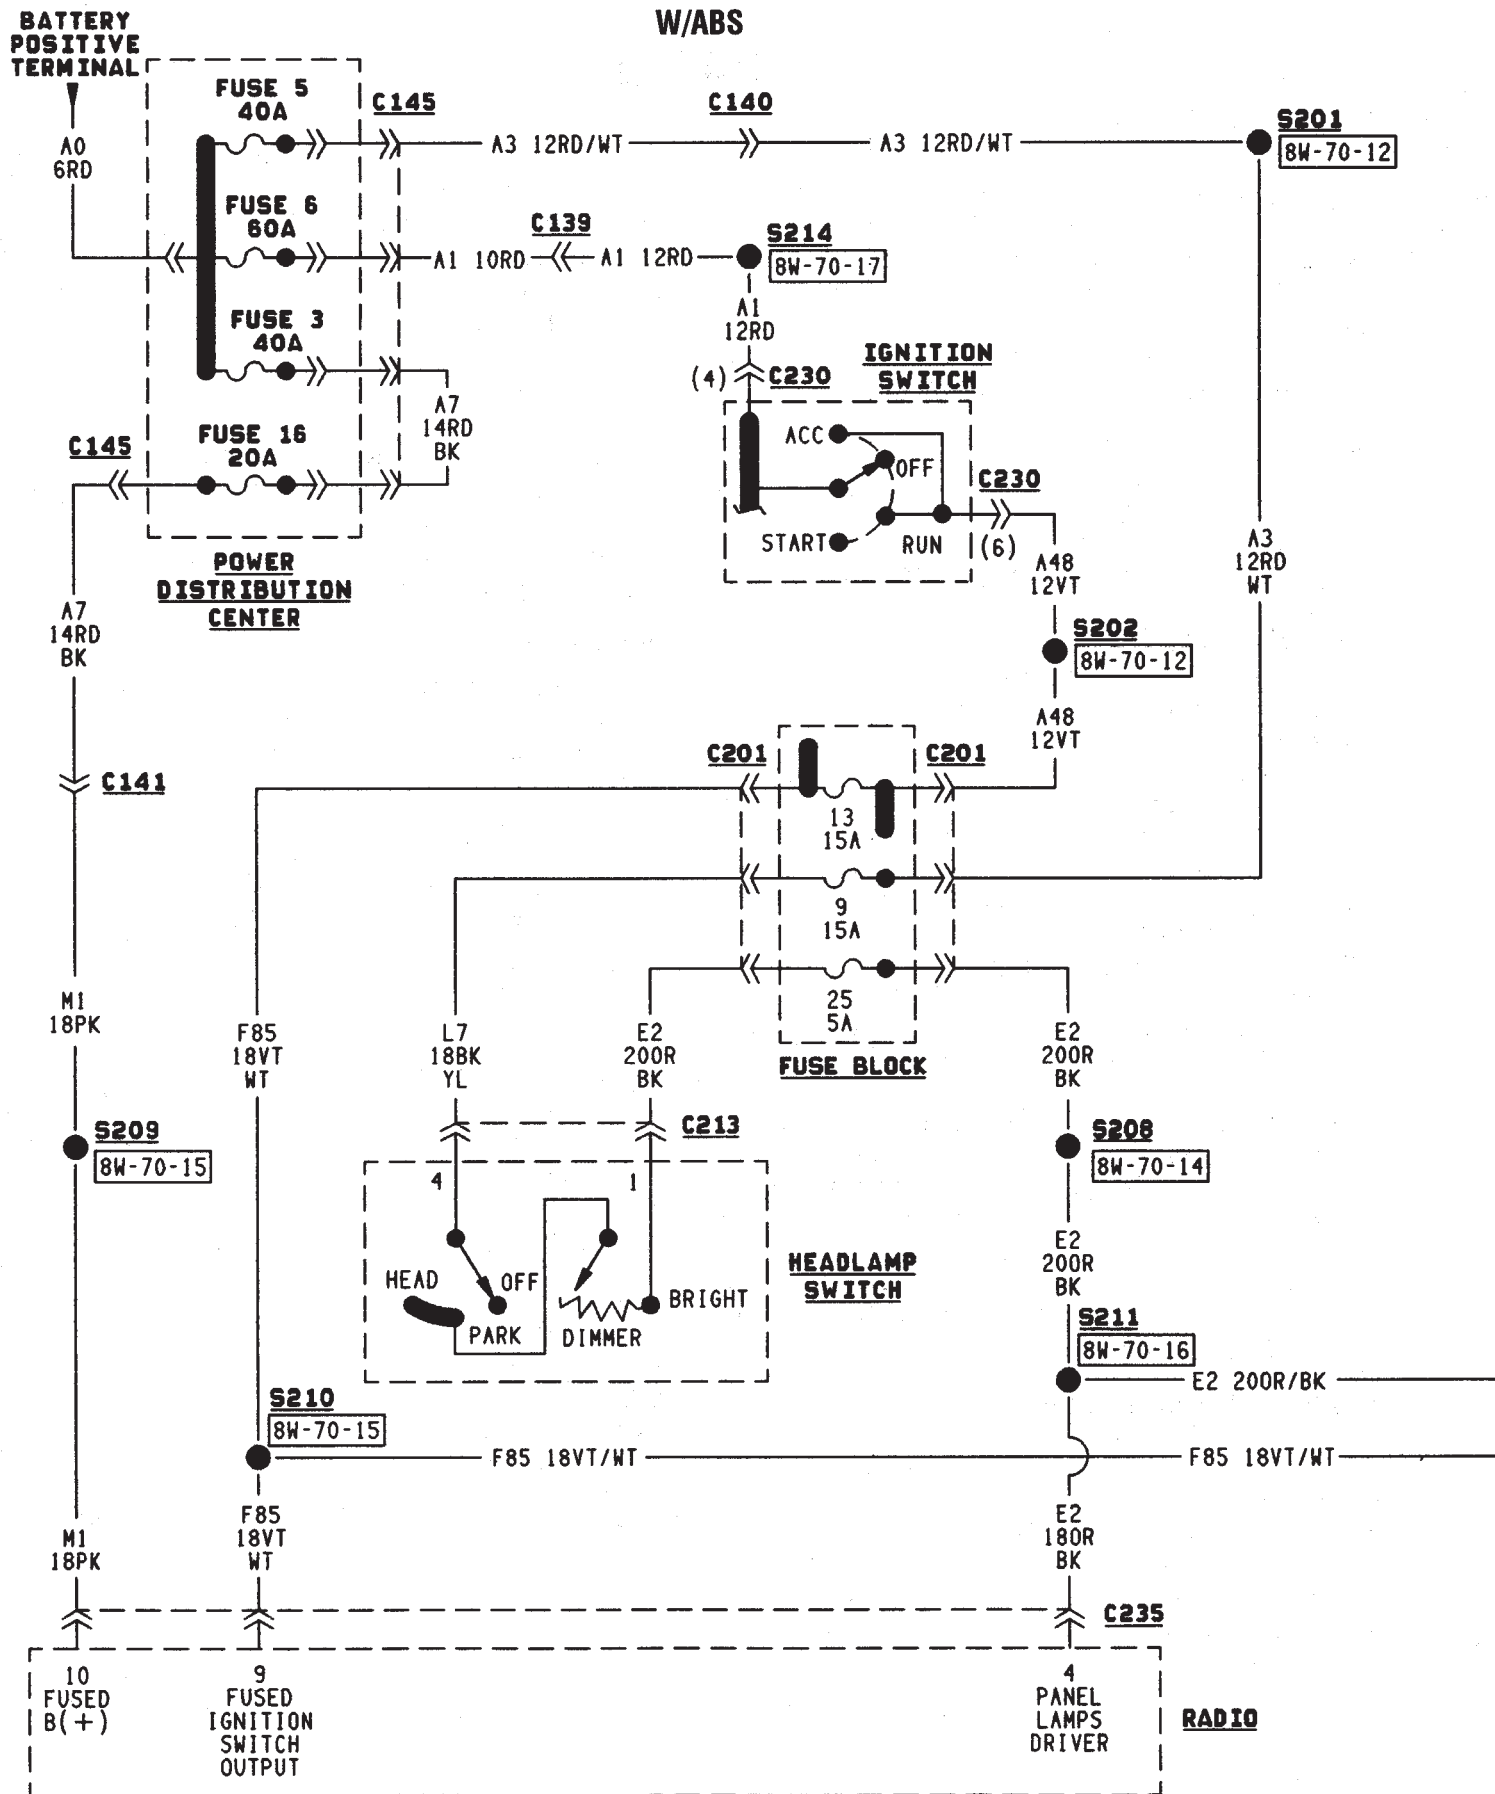 W/ABS
BATTERY
POSITIVE
TERMINAL
A0
6RD
FUSE 5
40A
C145
A3 12RD/WT
C140
A3 12RD/WT
S201
8W-70-12
FUSE 6
60A
A1 10RD
C139
A1 12RD
S214
8W-70-17
A1
12RD
FUSE 3
40A
(4)
C230
IGNITION
SWITCH
A7
14RD
BK
ACC
OFF
START
RUN
C230
(6)
C145
FUSE 16
20A
POWER
DISTRIBUTION
CENTER
A48
12VT
A3
12RD
WT
A7
14RD
BK
S202
8W-70-12
A48
12VT
C141
C201
C201
13
15A
9
15A
25
5A
FUSE BLOCK
M1
18PK
F85
18VT
WT
L7
18BK
YL
E2
20OR
BK
E2
20OR
BK
S209
8W-70-15
C213
S208
8W-70-14
4
1
HEAD
OFF
PARK
DIMMER
BRIGHT
HEADLAMP
SWITCH
E2
20OR
BK
S211
8W-70-16
E2 20OR/BK
S210
8W-70-15
F85 18VT/WT
F85 18VT/WT
M1
18PK
F85
18VT
WT
E2
18OR
BK
C235
10
FUSED
B(+)
9
FUSED
IGNITION
SWITCH
OUTPUT
4
PANEL
LAMPS
DRIVER
RADIO